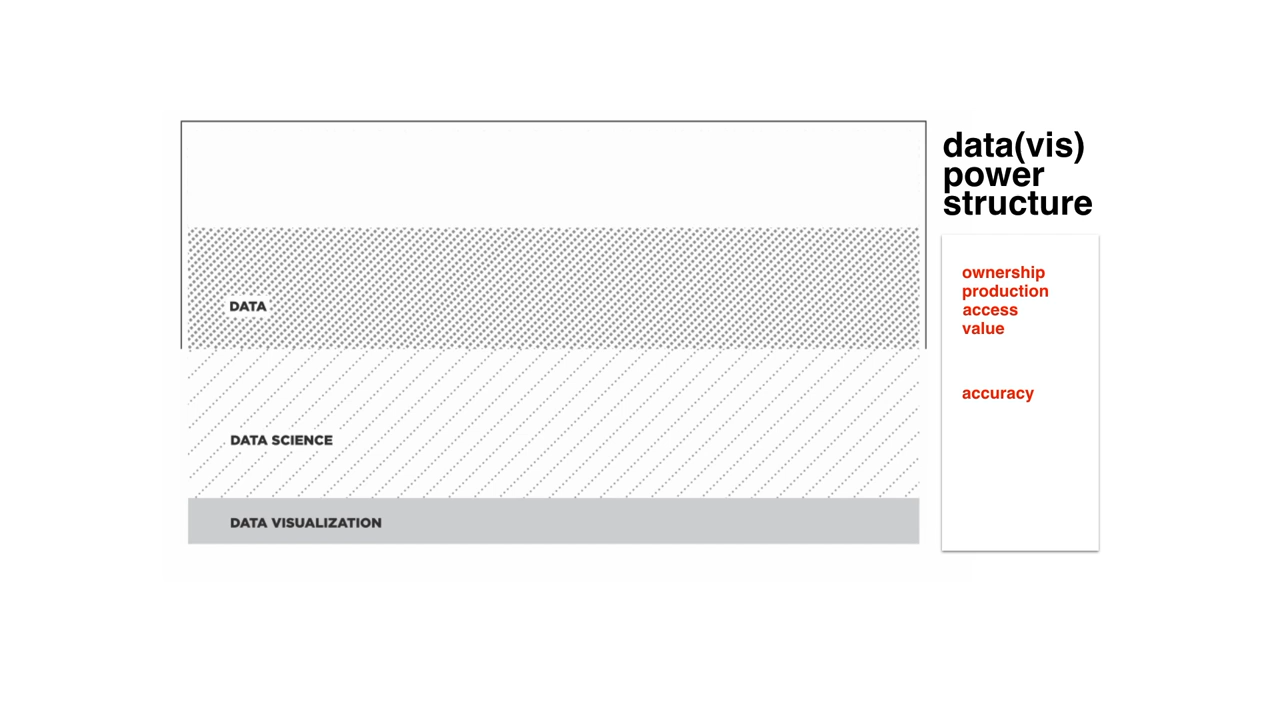 data(vis)
power
structure
DATA
DATA SCIENCE
DATA VISUALIZATION
ownership
production
access
value
accuracy